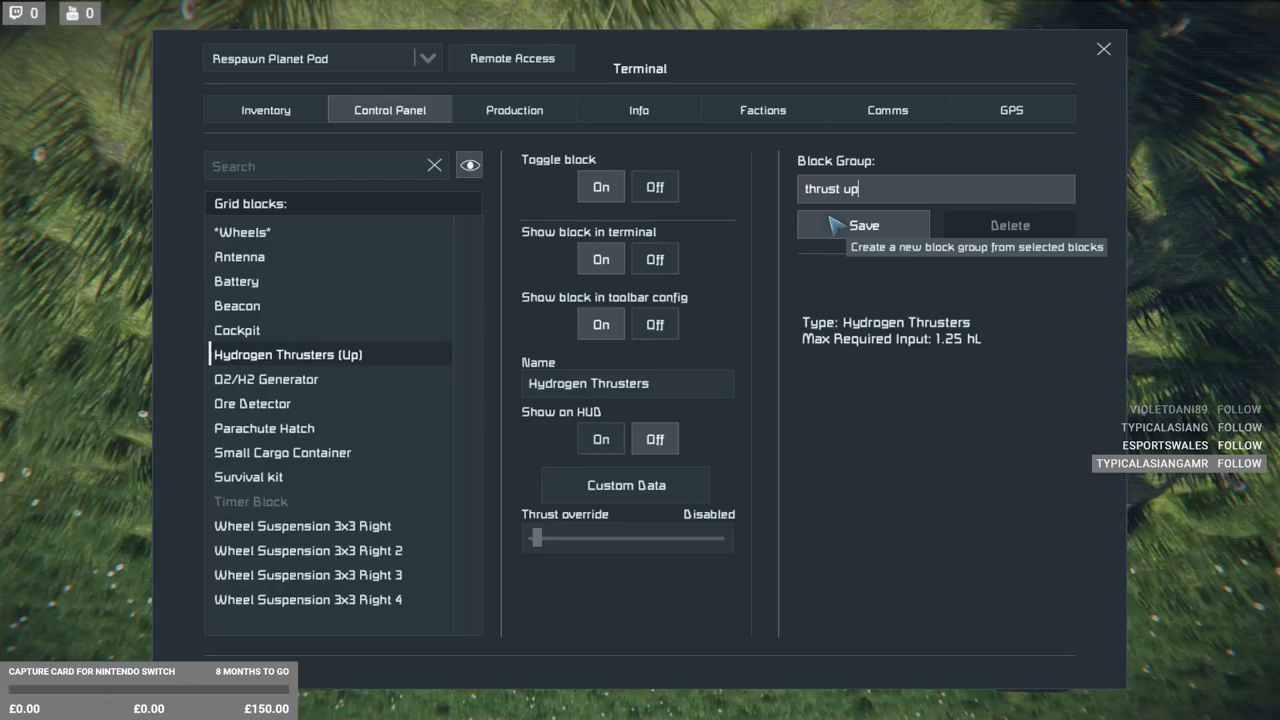 0 0
Respawn Planet Pod
Remote Access
Terminal
Inventory
Control Panel
Production
Info
Factions
Comms
GPS
Search
Grid blocks:
*Wheels*
Antenna
Battery
Beacon
Cockpit
Hydrogen Thrusters (Up)
O2/H2 Generator
Ore Detector
Parachute Hatch
Small Cargo Container
Survival kit
Timer Block
Wheel Suspension 3x3 Right
Wheel Suspension 3x3 Right 2
Wheel Suspension 3x3 Right 3
Wheel Suspension 3x3 Right 4
Toggle block
On Off
Show block in terminal
On Off
Show block in toolbar config
On Off
Name
Hydrogen Thrusters
Show on HUD
On Off
Custom Data
Thrust override Disabled
Block Group:
thrust up
Save Delete
Create a new block group from selected blocks
Type: Hydrogen Thrusters
Max Required Input: 1.25 hL
VIOLETDANI89 FOLLOW
TYPICALASIANG FOLLOW
ESPORTSWALES FOLLOW
TYPICALASIANGAMR FOLLOW
CAPTURE CARD FOR NINTENDO SWITCH 8 MONTHS TO GO
£0.00 £0.00 £150.00